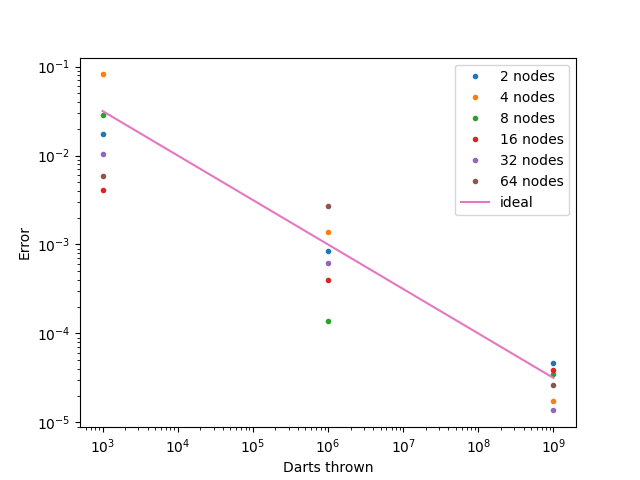 10⁻¹
10⁻²
10⁻³
10⁻⁴
10⁻⁵
Error
10³
10⁴
10⁵
10⁶
10⁷
10⁸
10⁹
Darts thrown
2 nodes
4 nodes
8 nodes
16 nodes
32 nodes
64 nodes
ideal